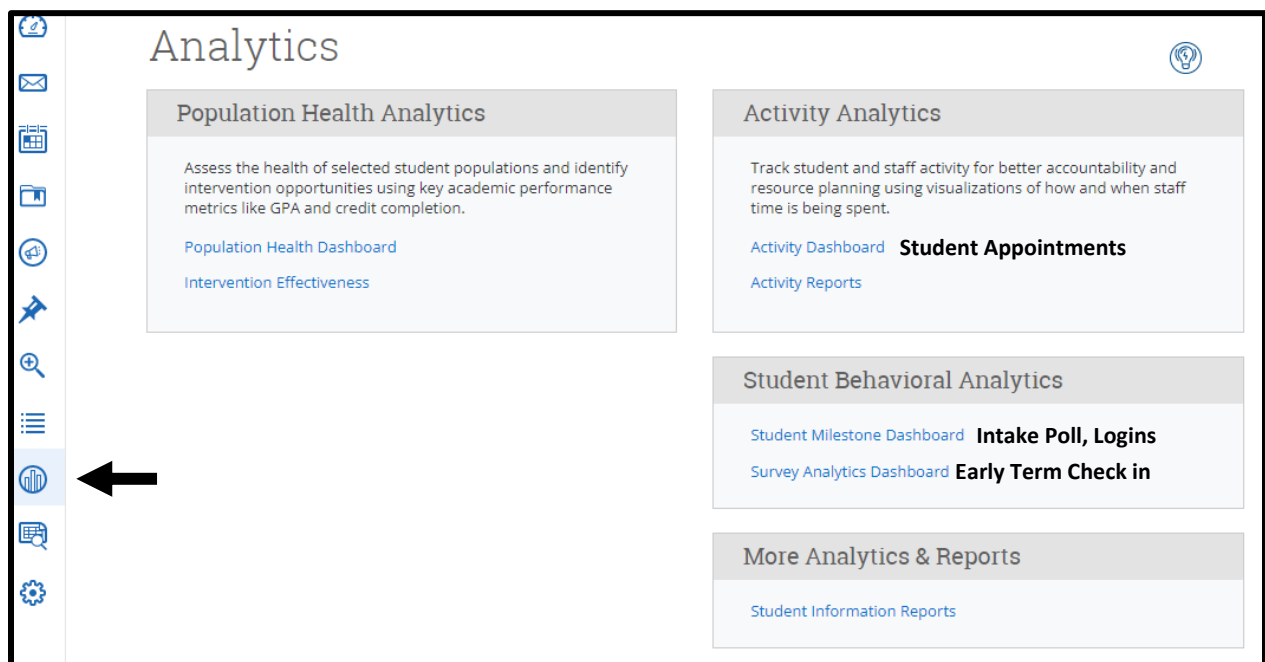 Analytics
Population Health Analytics
Assess the health of selected student populations and identify
intervention opportunities using key academic performance
metrics like GPA and credit completion.
Population Health Dashboard
Intervention Effectiveness
Activity Analytics
Track student and staff activity for better accountability and
resource planning using visualizations of how and when staff
time is being spent.
Activity Dashboard Student Appointments
Activity Reports
Student Behavioral Analytics
Student Milestone Dashboard Intake Poll, Logins
Survey Analytics Dashboard Early Term Check in
More Analytics & Reports
Student Information Reports